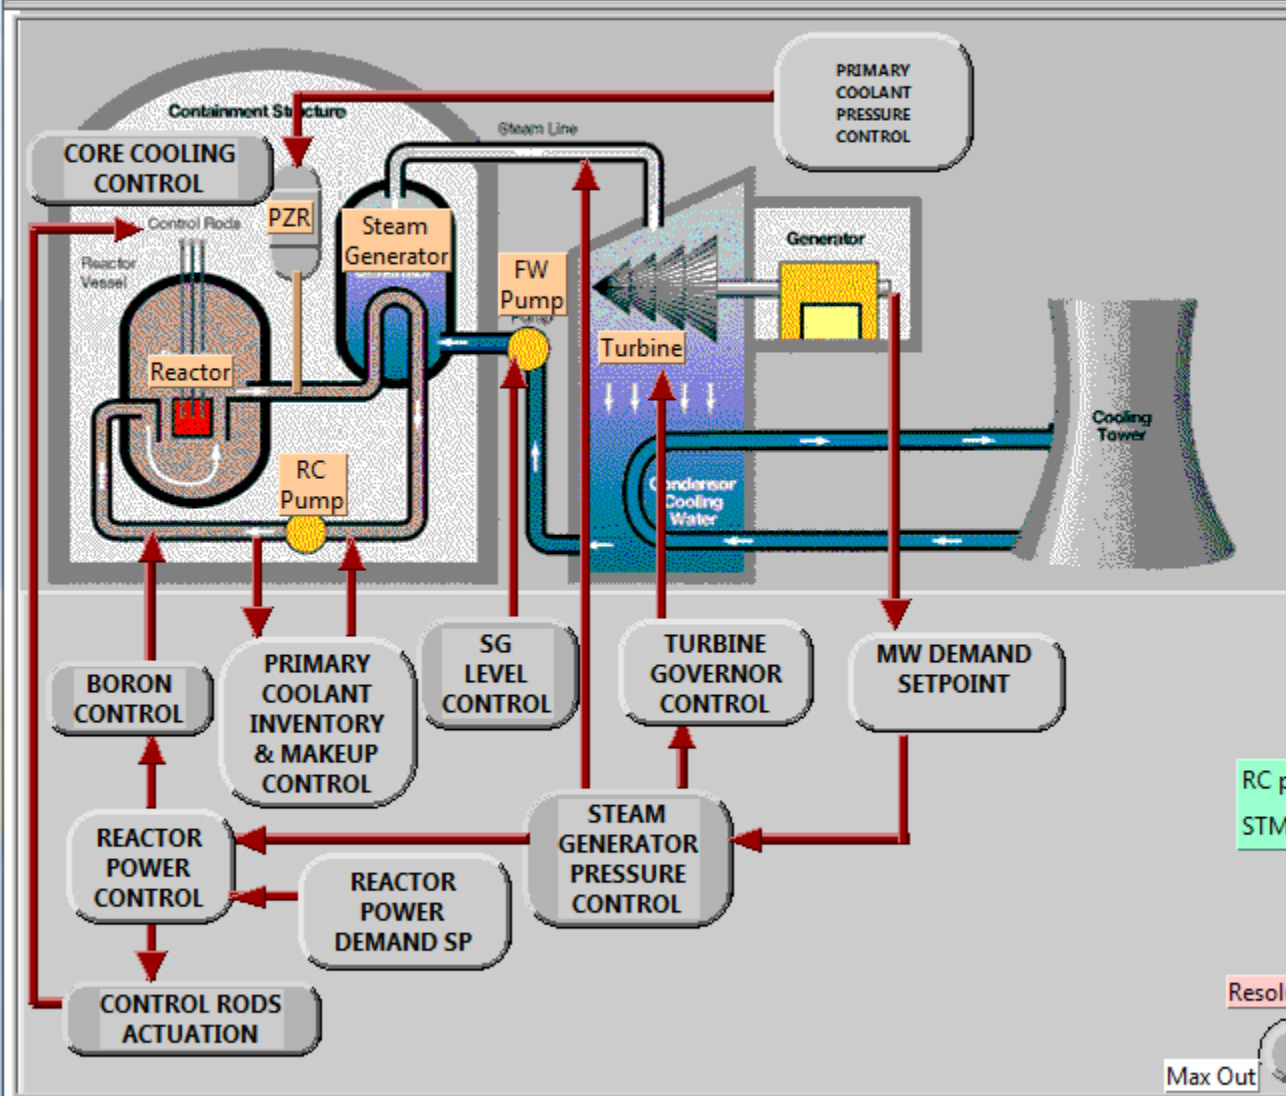 PRIMARY
COOLANT
PRESSURE
CONTROL
Containment Structure
Steam Line
CORE COOLING
CONTROL
Control Rods
PZR
Steam
Generator
Reactor
Vessel
FW
Pump
Generator
Turbine
Reactor
Cooling
Tower
RC
Pump
Condensor
Cooling
Water
SG
LEVEL
CONTROL
TURBINE
GOVERNOR
CONTROL
MW DEMAND
SETPOINT
PRIMARY
COOLANT
INVENTORY
& MAKEUP
CONTROL
BORON
CONTROL
RC p
STM
STEAM
GENERATOR
PRESSURE
CONTROL
REACTOR
POWER
CONTROL
REACTOR
POWER
DEMAND SP
CONTROL RODS
ACTUATION
Max Out